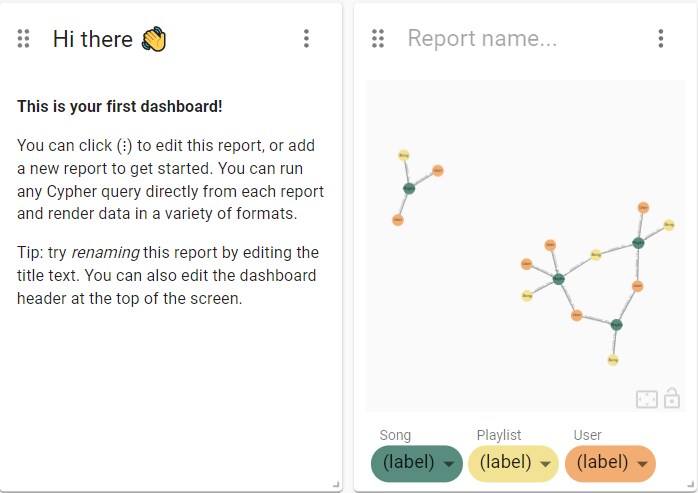 Hi there 👋
This is your first dashboard!
You can click (⋮) to edit this report, or add
a new report to get started. You can run
any Cypher query directly from each report
and render data in a variety of formats.
Tip: try renaming this report by editing the
title text. You can also edit the dashboard
header at the top of the screen.
Report name...
Song
Playlist
User
(label)
(label)
(label)